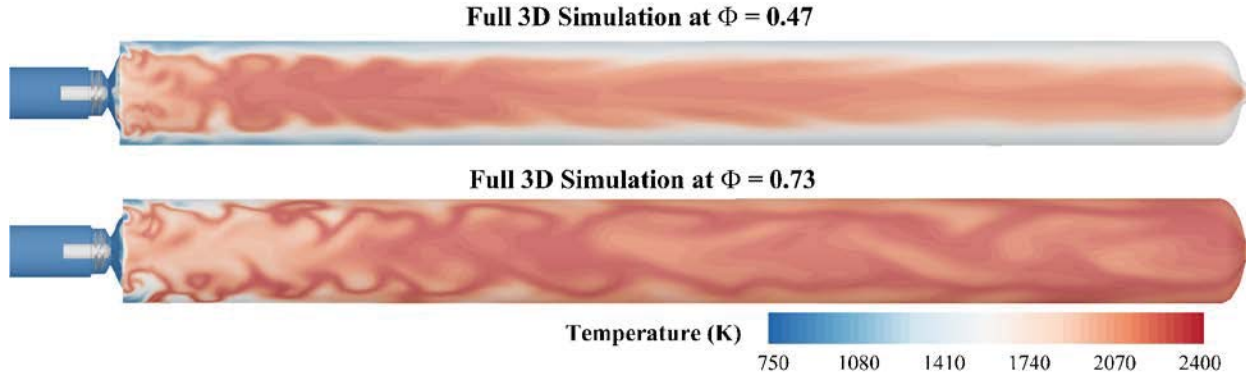 Full 3D Simulation at Φ = 0.47
Full 3D Simulation at Φ = 0.73
Temperature (K)
750 1080 1410 1740 2070 2400